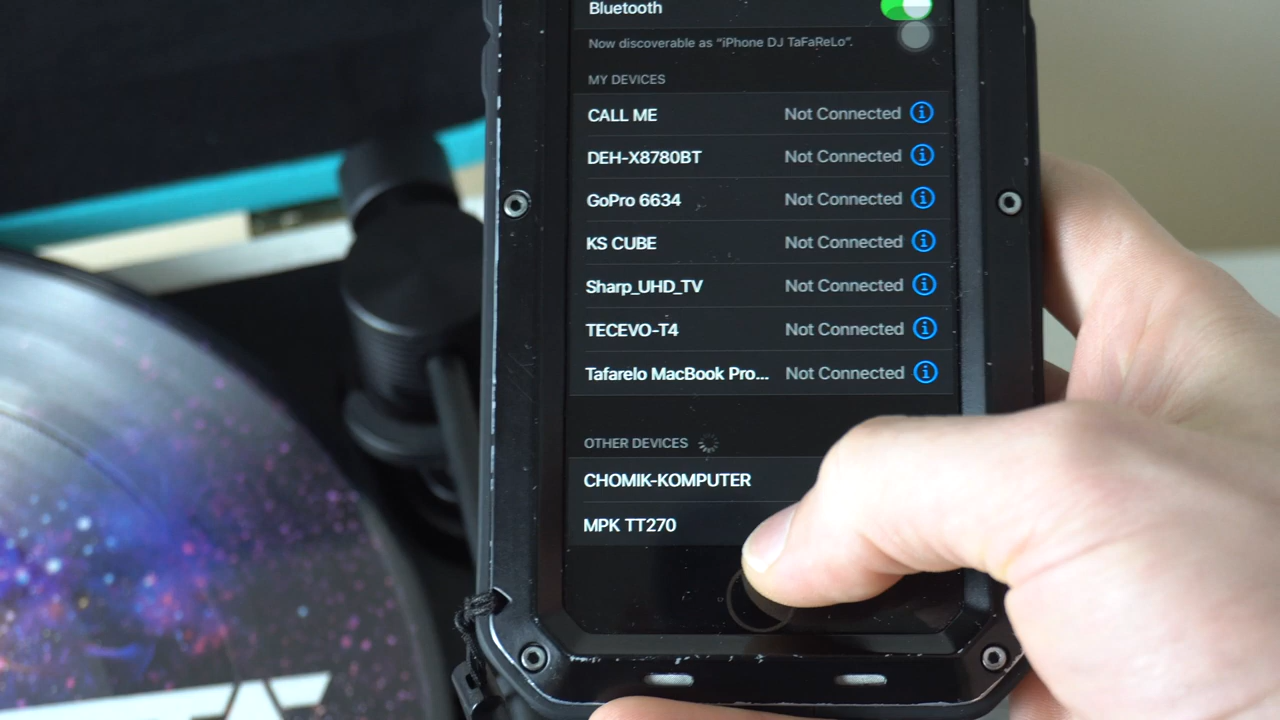 Bluetooth
Now discoverable as “iPhone DJ TaFaReLo”.
MY DEVICES
CALL ME Not Connected
DEH-X8780BT Not Connected
GoPro 6634 Not Connected
KS CUBE Not Connected
Sharp_UHD_TV Not Connected
TECEVO-T4 Not Connected
Tafarelo MacBook Pro... Not Connected
OTHER DEVICES
CHOMIK-KOMPUTER
MPK TT270